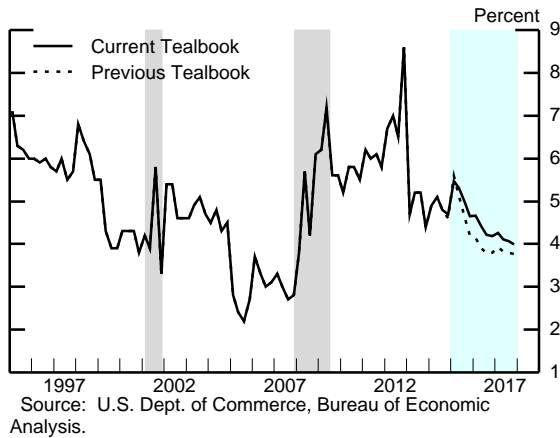 Percent
9
Current Tealbook
Previous Tealbook
8
7
6
5
4
3
2
1
1997 2002 2007 2012 2017
Source: U.S. Dept. of Commerce, Bureau of Economic
Analysis.